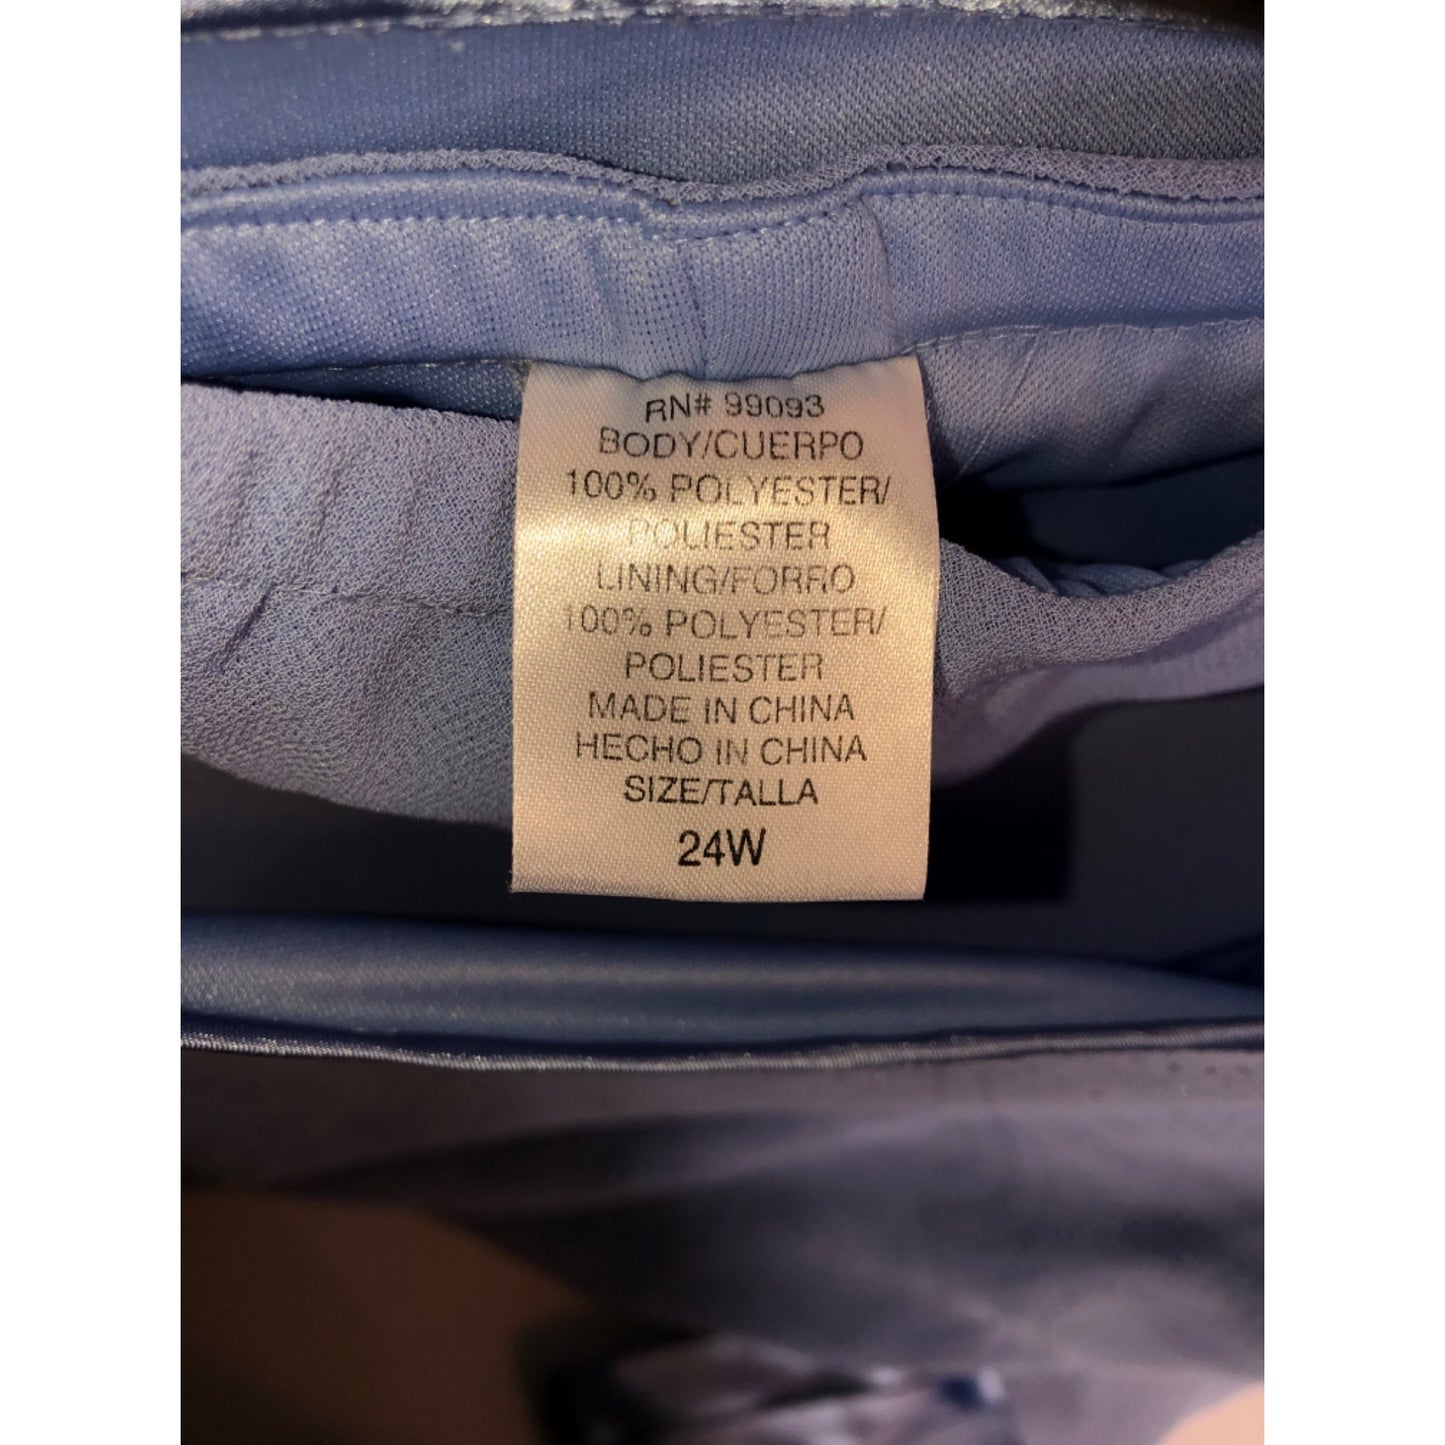 RN# 99093
BODY/CUERPO
100% POLYESTER/
POLIESTER
LINING/FORRO
100% POLYESTER/
POLIESTER
MADE IN CHINA
HECHO IN CHINA
SIZE/TALLA
24W